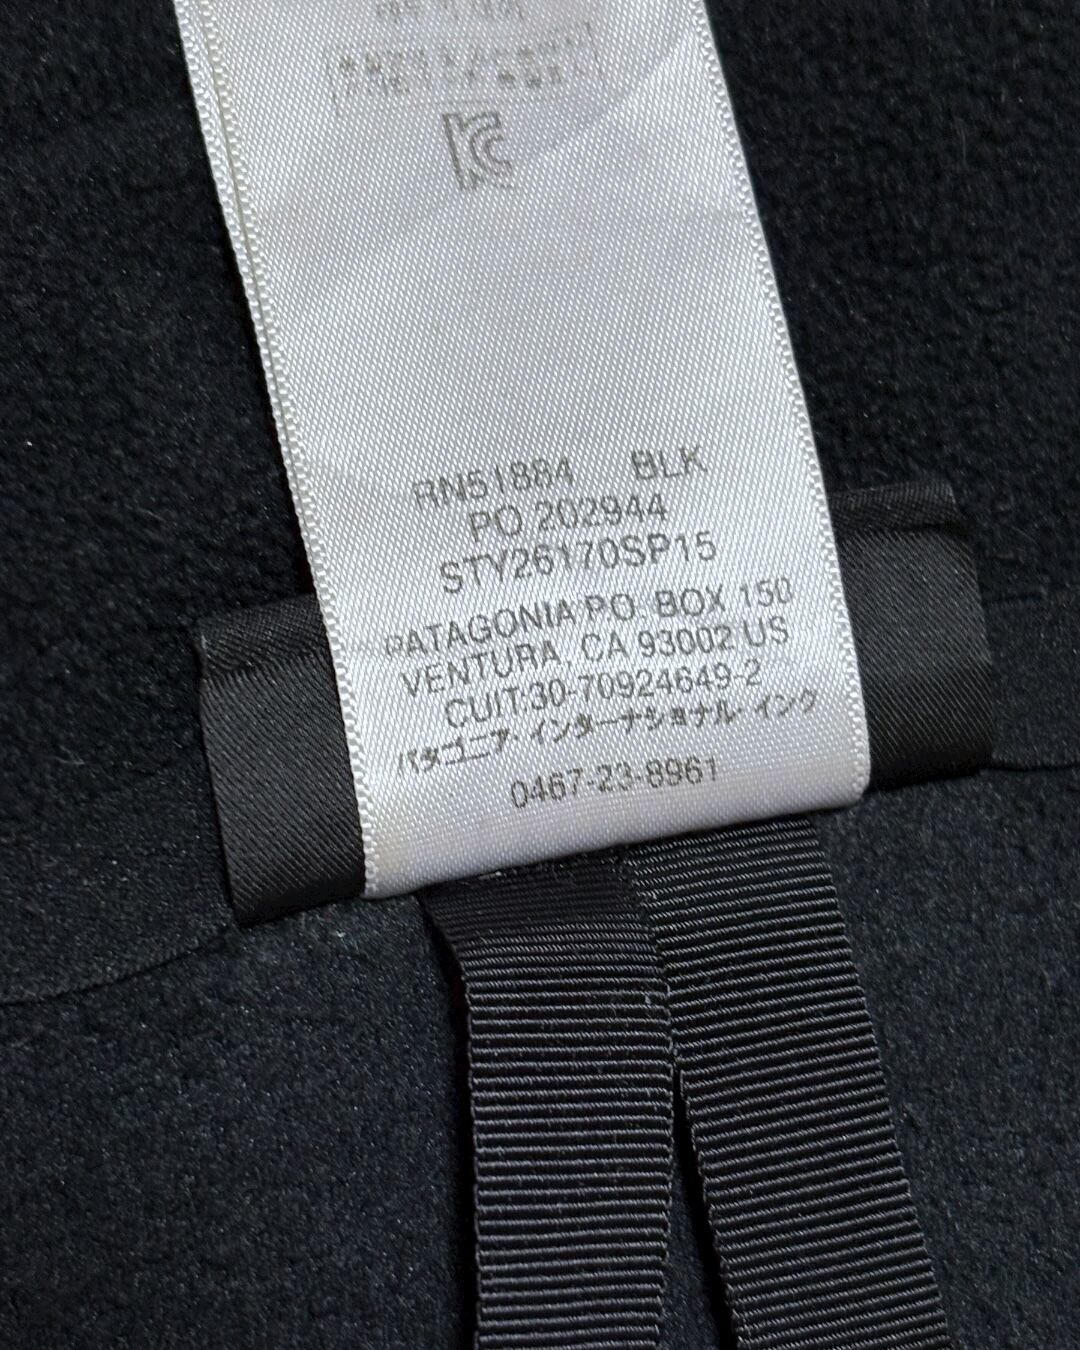 RN51884 BLK
PO 202944
STY26170SP15
PATAGONIA P.O. BOX 150
VENTURA, CA 93002 US
CUIT:30-70924649-2
パタゴニア・インターナショナル・インク
0467-23-8961